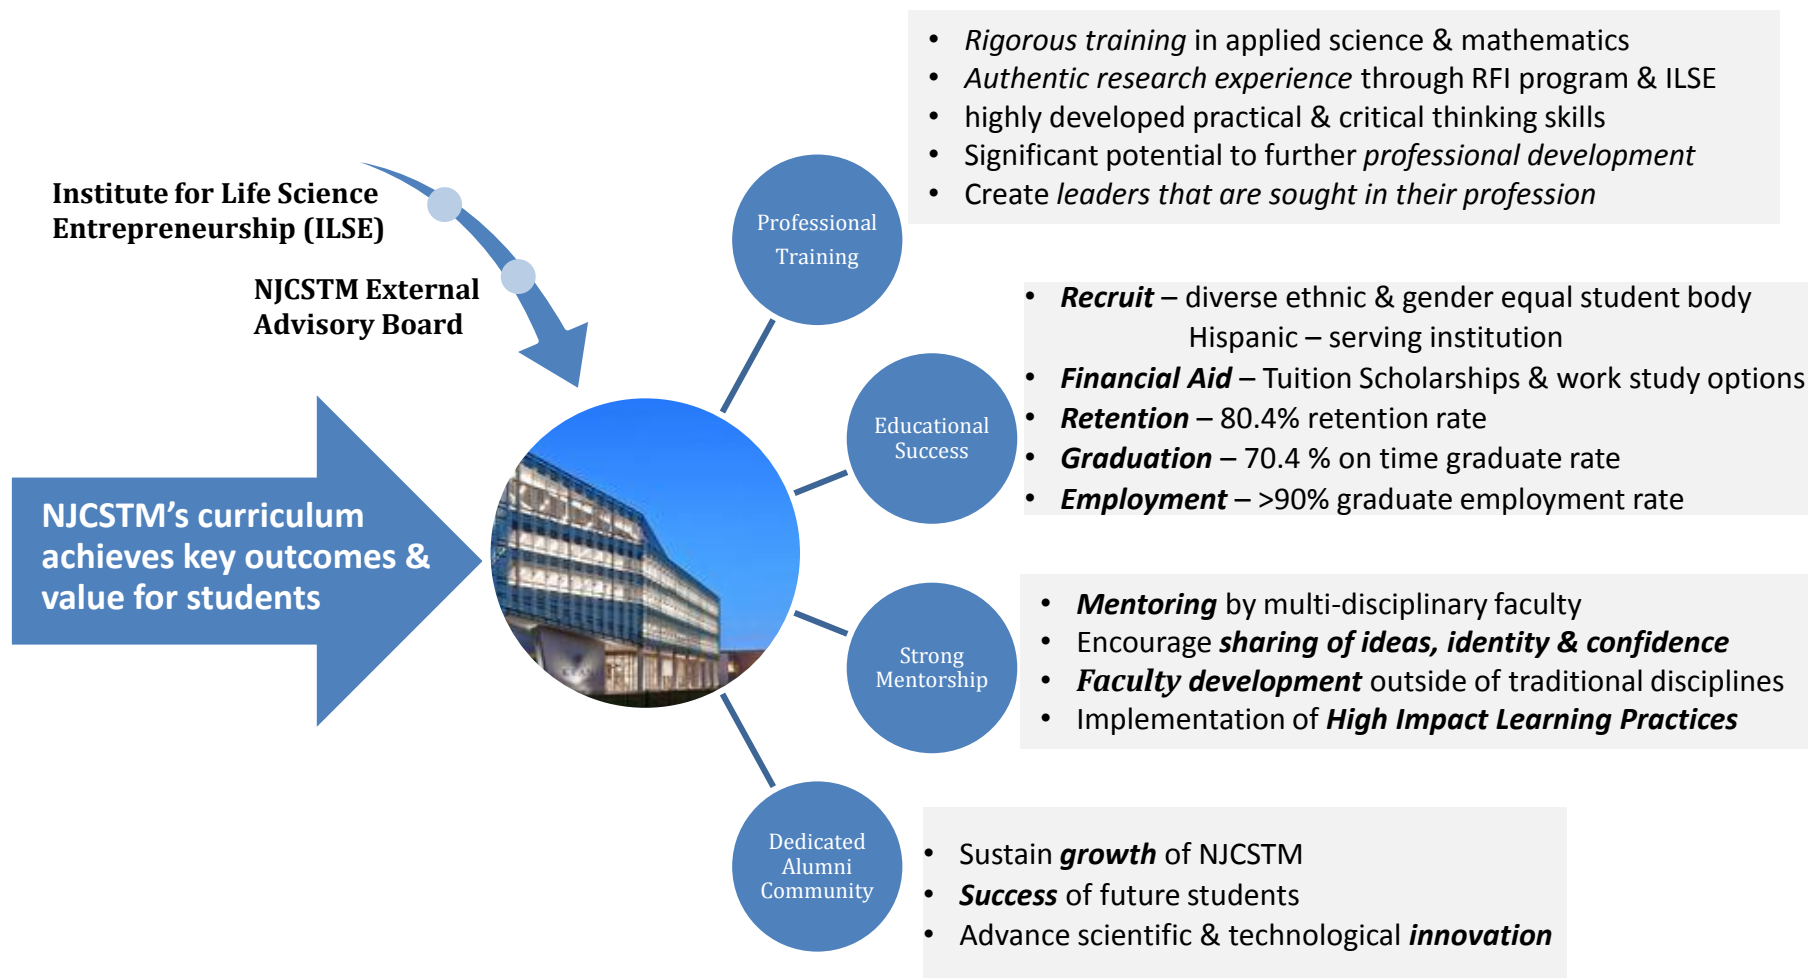 • Rigorous training in applied science & mathematics
• Authentic research experience through RFI program & ILSE
• highly developed practical & critical thinking skills
• Significant potential to further professional development
• Create leaders that are sought in their profession
Institute for Life Science
Entrepreneurship (ILSE)
NJCSTM External
Advisory Board
Professional
Training
• Recruit – diverse ethnic & gender equal student body
Hispanic – serving institution
• Financial Aid – Tuition Scholarships & work study options
• Retention – 80.4% retention rate
• Graduation – 70.4 % on time graduate rate
• Employment – >90% graduate employment rate
Educational
Success
NJCSTM’s curriculum
achieves key outcomes &
value for students
• Mentoring by multi-disciplinary faculty
• Encourage sharing of ideas, identity & confidence
• Faculty development outside of traditional disciplines
• Implementation of High Impact Learning Practices
Strong
Mentorship
Dedicated
Alumni
Community
• Sustain growth of NJCSTM
• Success of future students
• Advance scientific & technological innovation